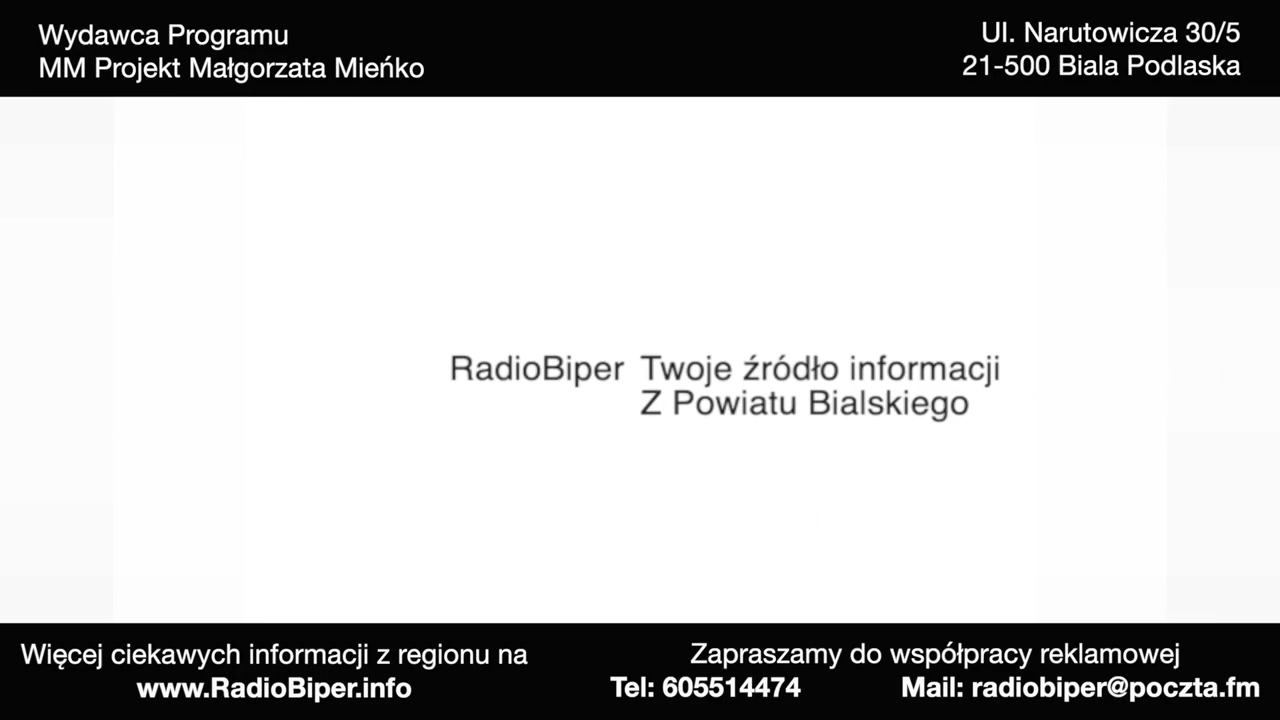 Wydawca Programu
MM Projekt Małgorzata Mieńko
Ul. Narutowicza 30/5
21-500 Biala Podlaska
RadioBiper Twoje źródło informacji
Z Powiatu Bialskiego
Więcej ciekawych informacji z regionu na
www.RadioBiper.info
Zapraszamy do współpracy reklamowej
Tel: 605514474 Mail: radiobiper@poczta.fm